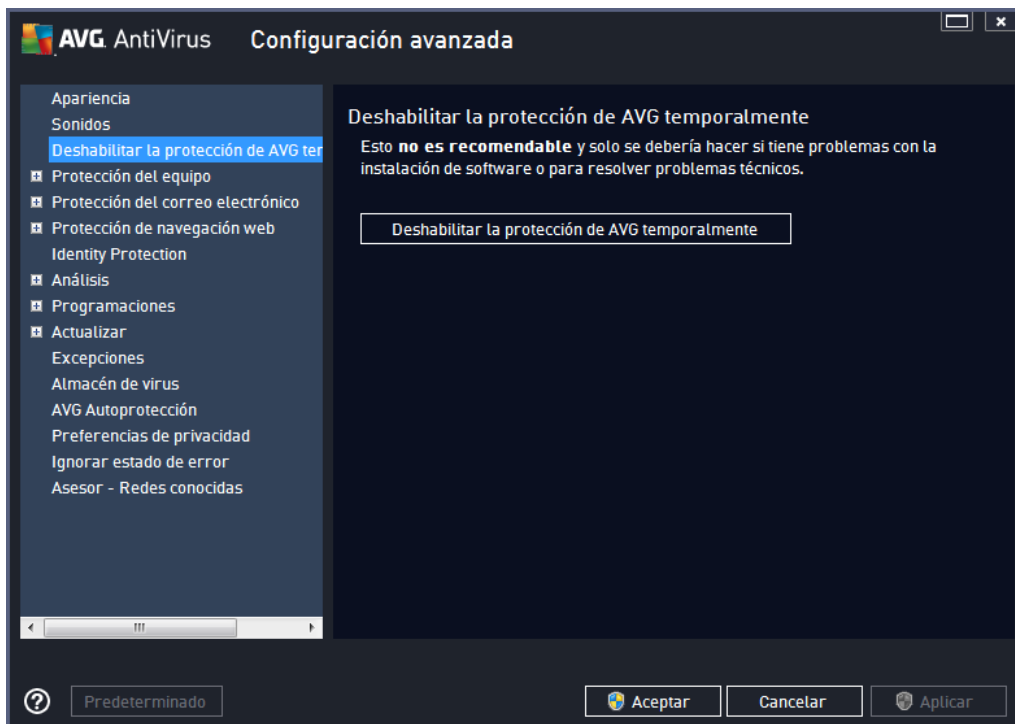 AVG AntiVirus Configuración avanzada
Apariencia
Sonidos
Deshabilitar la protección de AVG ter
Protección del equipo
Protección del correo electrónico
Protección de navegación web
Identity Protection
Análisis
Programaciones
Actualizar
Excepciones
Almacén de virus
AVG Autoprotección
Preferencias de privacidad
Ignorar estado de error
Asesor - Redes conocidas
Deshabilitar la protección de AVG temporalmente
Esto no es recomendable y solo se debería hacer si tiene problemas con la
instalación de software o para resolver problemas técnicos.
Deshabilitar la protección de AVG temporalmente
Predeterminado
Aceptar
Cancelar
Aplicar